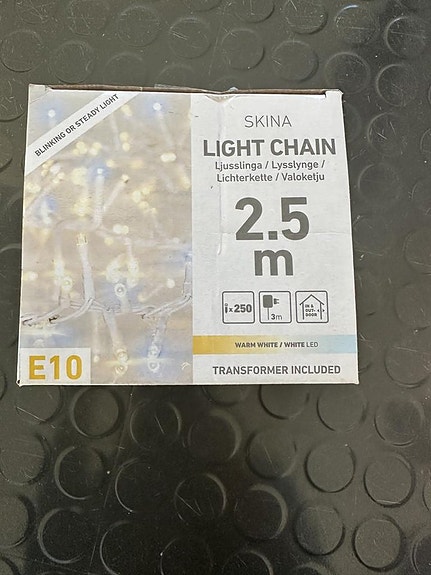 BLINKING OR STEADY LIGHT
SKINA
LIGHT CHAIN
Ljusslinga / Lysslynge /
Lichterkette / Valoketju
2.5
m
x 250
3m
IN &
OUT-
DOOR
WARM WHITE / WHITE LED
E10
TRANSFORMER INCLUDED